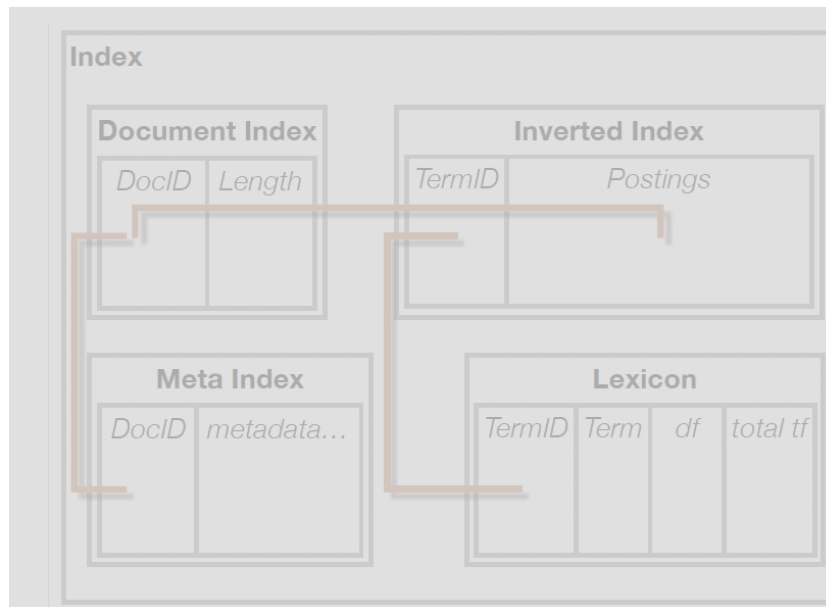 Index
Document Index
DocID Length
Inverted Index
TermID Postings
Meta Index
DocID metadata...
Lexicon
TermID Term df total tf